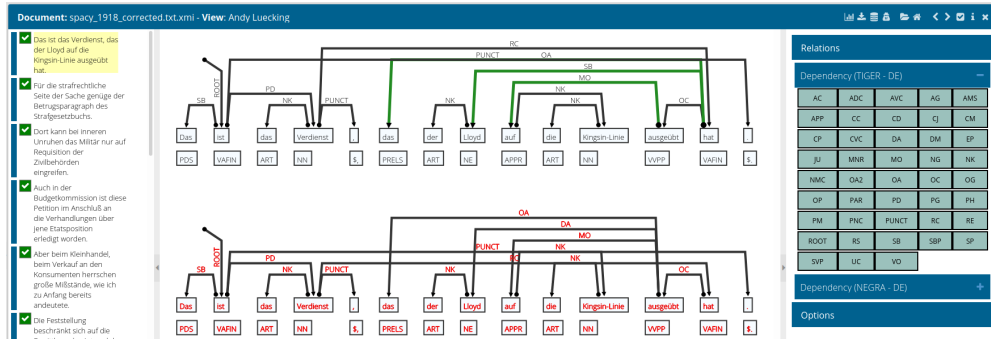 Document: spacy_1918_corrected.txt.xmi - View: Andy Luecking
Das ist das Verdienst, das
der Lloyd auf die
Kingsin-Linie ausgeübt
hat.
Für die strafrechtliche
Seite der Sache genüge der
Betrugsparagraph des
Strafgesetzbuchs.
Dort kann bei inneren
Unruhen das Militär nur auf
Requisition der
Zivilbehörden
eingreifen.
Auch in der
Budgetkommission ist diese
Petition im Anschluß an
die Verhandlungen über
jene Etatsposition
erledigt worden.
Aber beim Kleinhandel,
beim Verkauf an den
Konsumenten herrschen
große Mißstände, wie ich
zu Anfang bereits
andeutete.
Die Feststellung
beschränkt sich auf die
RC
PUNCT OA
SB
MO
ROOT PD NK
SB NK PUNCT NK NK OC
Das ist das Verdienst , das der Lloyd auf die Kingsin-Linie ausgeübt hat .
PDS VAFIN ART NN $, PRELS ART NE APPR ART NN VVPP VAFIN $.
OA
DA
MO
PUNCT NK
ROOT PD RC NK
SB NK PUNCT NK NK OC
Das ist das Verdienst , das der Lloyd auf die Kingsin-Linie ausgeübt hat .
PDS VAFIN ART NN $, PRELS ART NE APPR ART NN VVPP VAFIN $.
Relations
Dependency (TIGER - DE) −
AC ADC AVC AG AMS
APP CC CD CJ CM
CP CVC DA DM EP
JU MNR MO NG NK
NMC OA2 OA OC OG
OP PAR PD PG PH
PM PNC PUNCT RC RE
ROOT RS SB SBP SP
SVP UC VO
Dependency (NEGRA - DE) +
Options